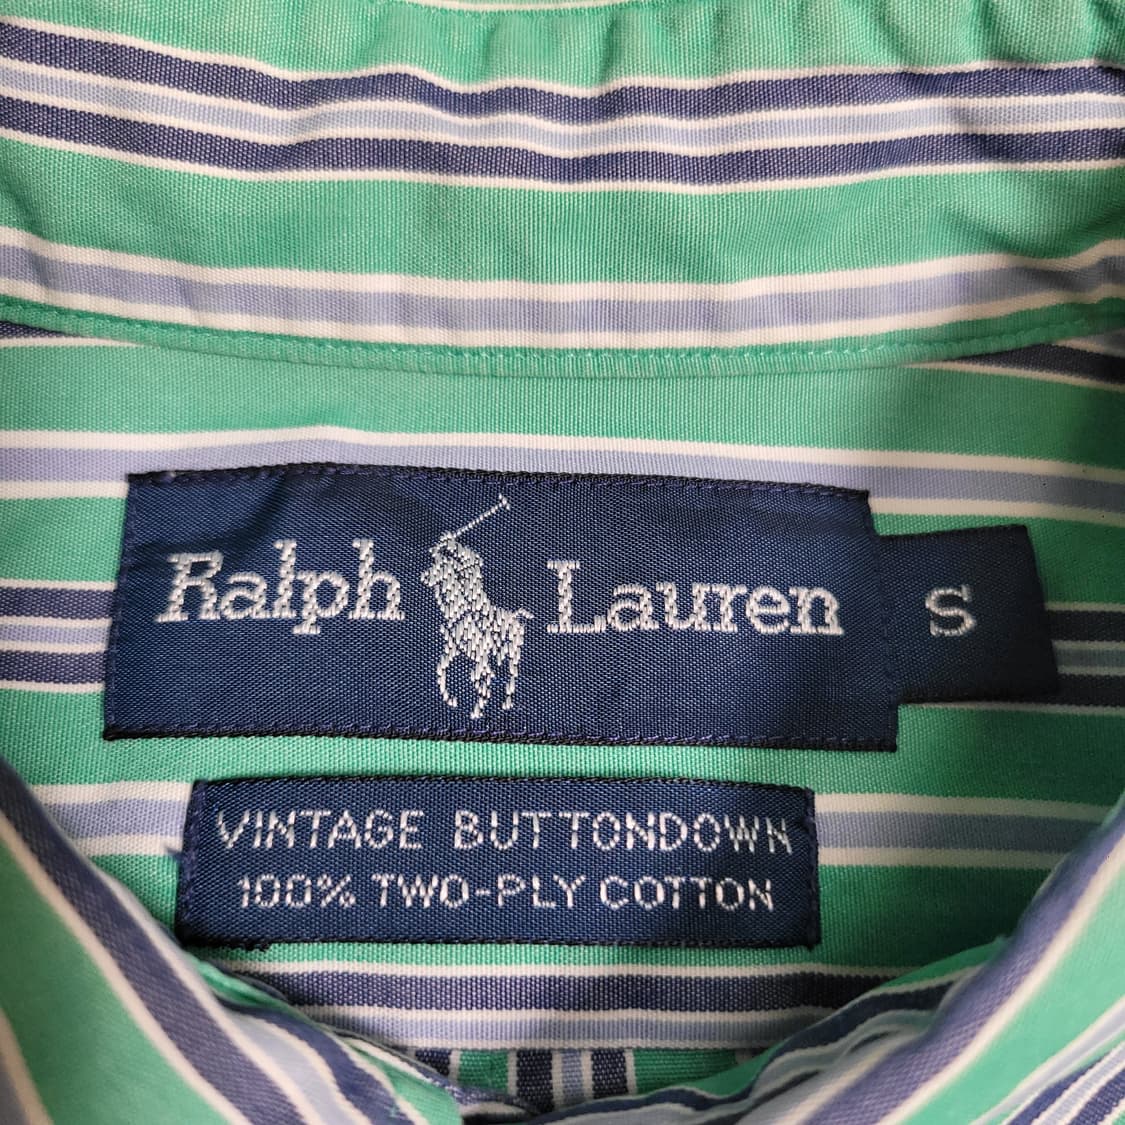 Ralph Lauren S
VINTAGE BUTTONDOWN
100% TWO-PLY COTTON